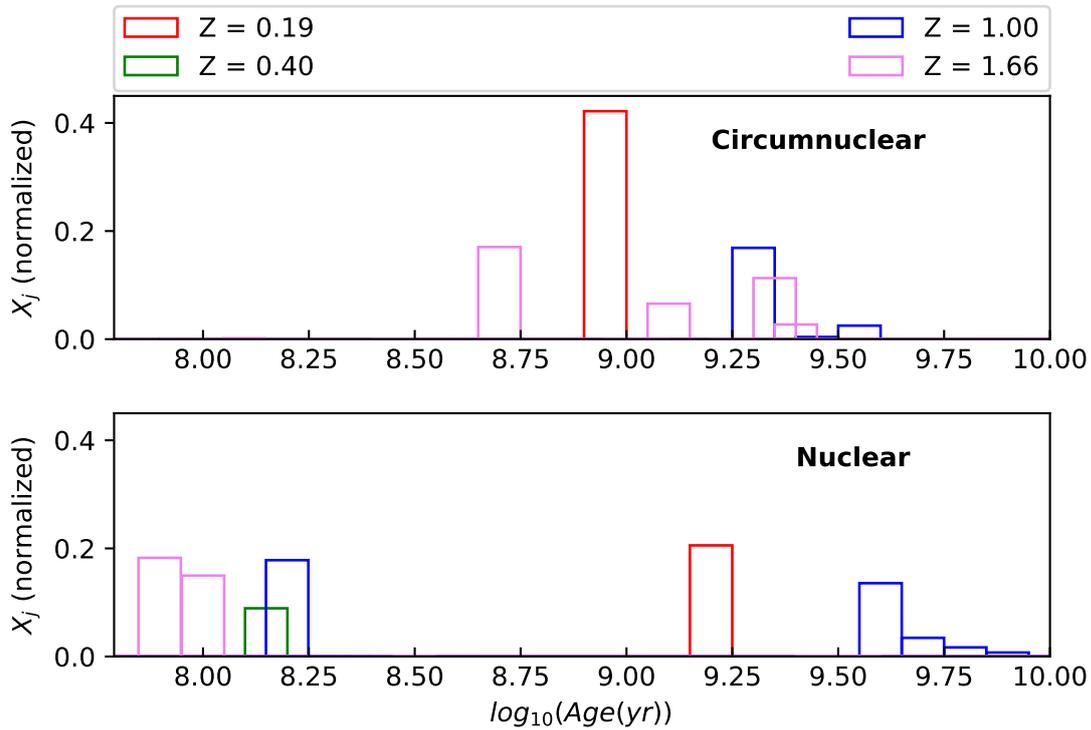 Z = 0.19 Z = 1.00
Z = 0.40 Z = 1.66
Circumnuclear
X_j (normalized)
0.4
0.2
0.0
8.00 8.25 8.50 8.75 9.00 9.25 9.50 9.75 10.00
Nuclear
X_j (normalized)
0.4
0.2
0.0
8.00 8.25 8.50 8.75 9.00 9.25 9.50 9.75 10.00
log_10(Age(yr))